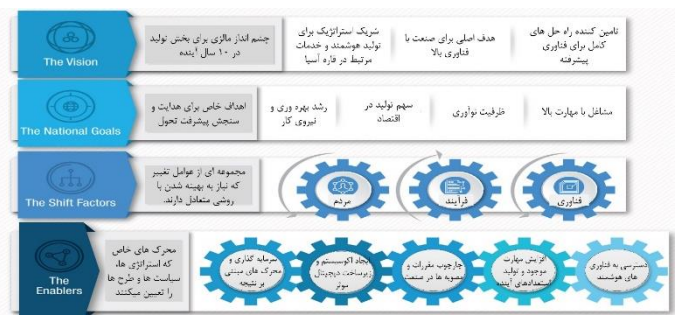 The Vision
چشم انداز مالزی برای بخش تولید
در ۱۰ سال آینده
شریک استراتژیک برای
تولید هوشمند و خدمات
مرتبط در قاره آسیا
هدف اصلی برای صنعت با
فناوری بالا
تامین کننده راه حل های
کامل برای فناوری
پیشرفته
The National Goals
اهداف خاص برای هدایت و
سنجش پیشرفت تحول
رشد بهره وری و
نیروی کار
سهم تولید در
اقتصاد
ظرفیت نوآوری
مشاغل با مهارت بالا
The Shift Factors
مجموعه ای از عوامل تغییر
که نیاز به بهینه شدن با
روشی متعادل دارند.
مردم
فرآیند
فناوری
The
Enablers
محرک های خاص
که استراتژی ها،
سیاست ها و طرح ها
را تعیین میکنند
سرمایه گذاری و
محرک های مبتنی
بر نتیجه
ایجاد اکوسیستم و
زیرساخت دیجیتال
موثر
چارچوب مقررات و
مصوبه ها در صنعت
افزایش مهارت
موجود و تولید
استعدادهای آینده
دسترسی به فناوری
های هوشمند